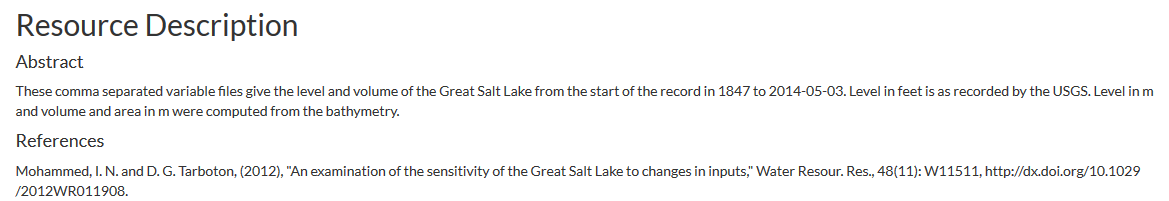 Resource Description
Abstract
These comma separated variable files give the level and volume of the Great Salt Lake from the start of the record in 1847 to 2014-05-03. Level in feet is as recorded by the USGS. Level in m
and volume and area in m were computed from the bathymetry.
References
Mohammed, I. N. and D. G. Tarboton, (2012), "An examination of the sensitivity of the Great Salt Lake to changes in inputs," Water Resour. Res., 48(11): W11511, http://dx.doi.org/10.1029
/2012WR011908.